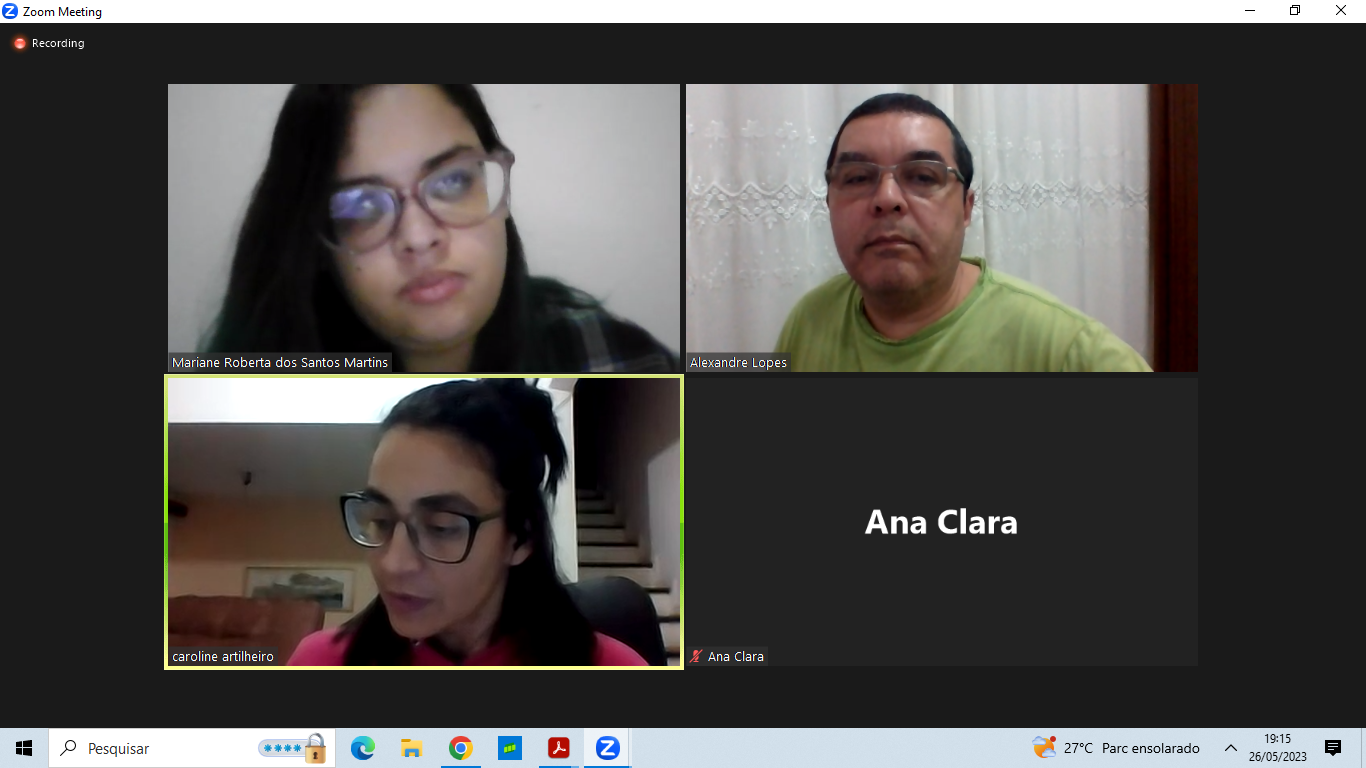 Zoom Meeting
Recording
Mariane Roberta dos Santos Martins
Alexandre Lopes
caroline artilheiro
Ana Clara
Ana Clara
Pesquisar
27°C Parc ensolarado
19:15
26/05/2023